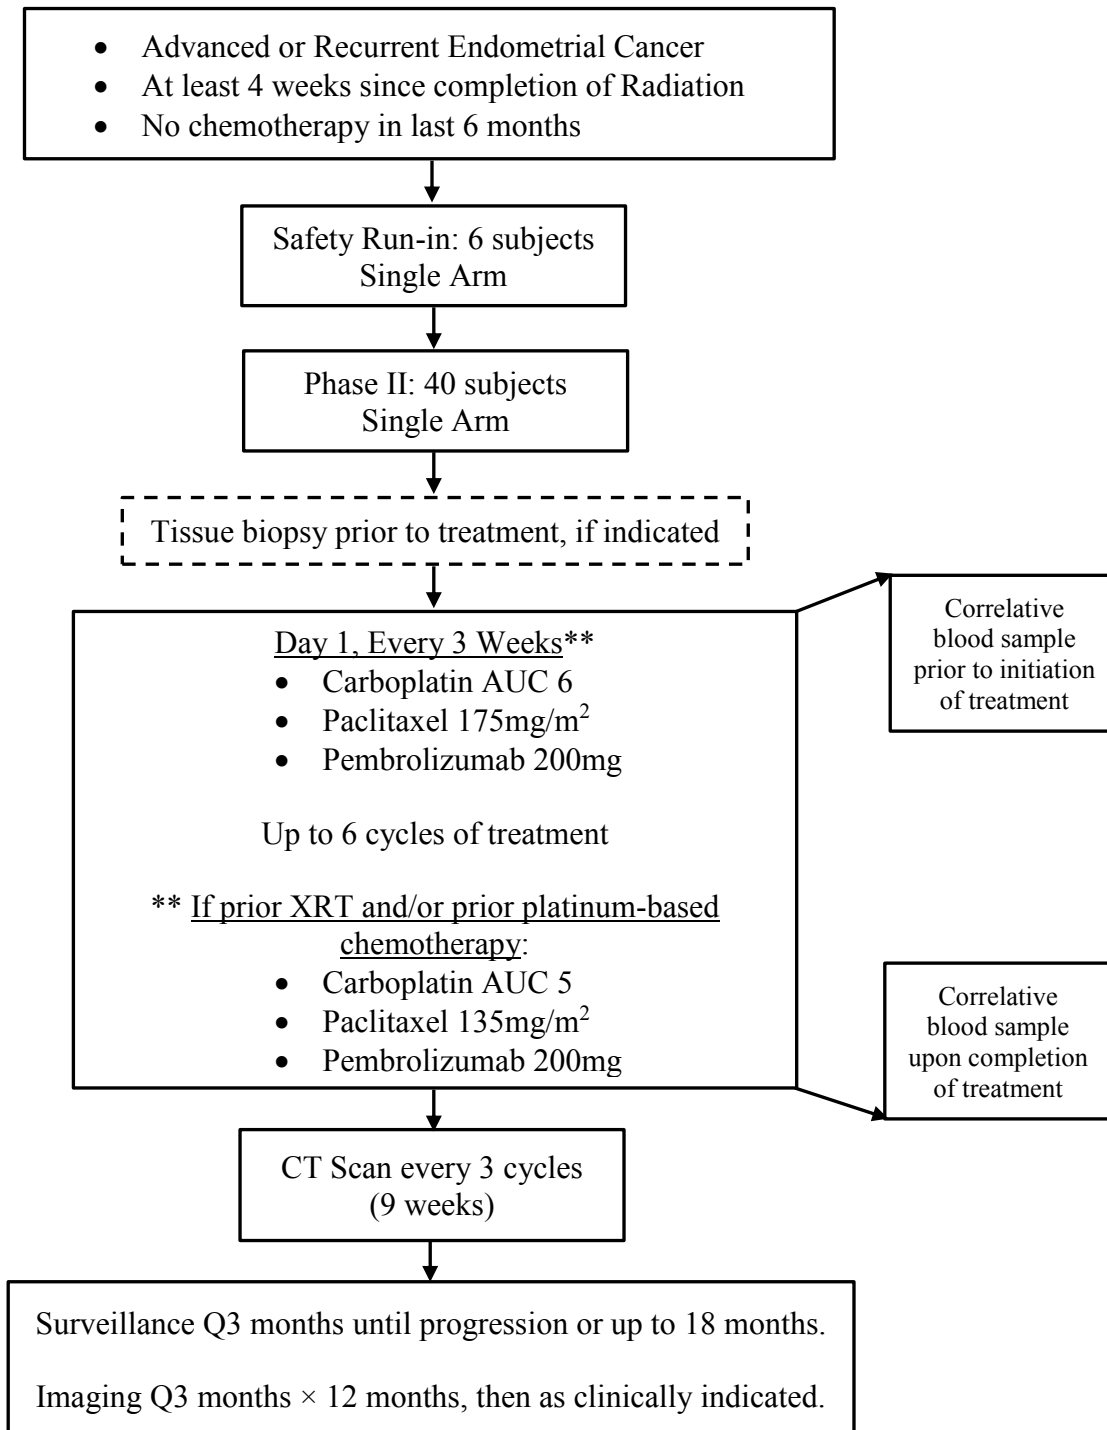 • Advanced or Recurrent Endometrial Cancer
• At least 4 weeks since completion of Radiation
• No chemotherapy in last 6 months
Safety Run-in: 6 subjects
Single Arm
Phase II: 40 subjects
Single Arm
Tissue biopsy prior to treatment, if indicated
Day 1, Every 3 Weeks**
• Carboplatin AUC 6
• Paclitaxel 175mg/m²
• Pembrolizumab 200mg
Up to 6 cycles of treatment
** If prior XRT and/or prior platinum-based
chemotherapy:
• Carboplatin AUC 5
• Paclitaxel 135mg/m²
• Pembrolizumab 200mg
Correlative
blood sample
prior to initiation
of treatment
Correlative
blood sample
upon completion
of treatment
CT Scan every 3 cycles
(9 weeks)
Surveillance Q3 months until progression or up to 18 months.
Imaging Q3 months × 12 months, then as clinically indicated.